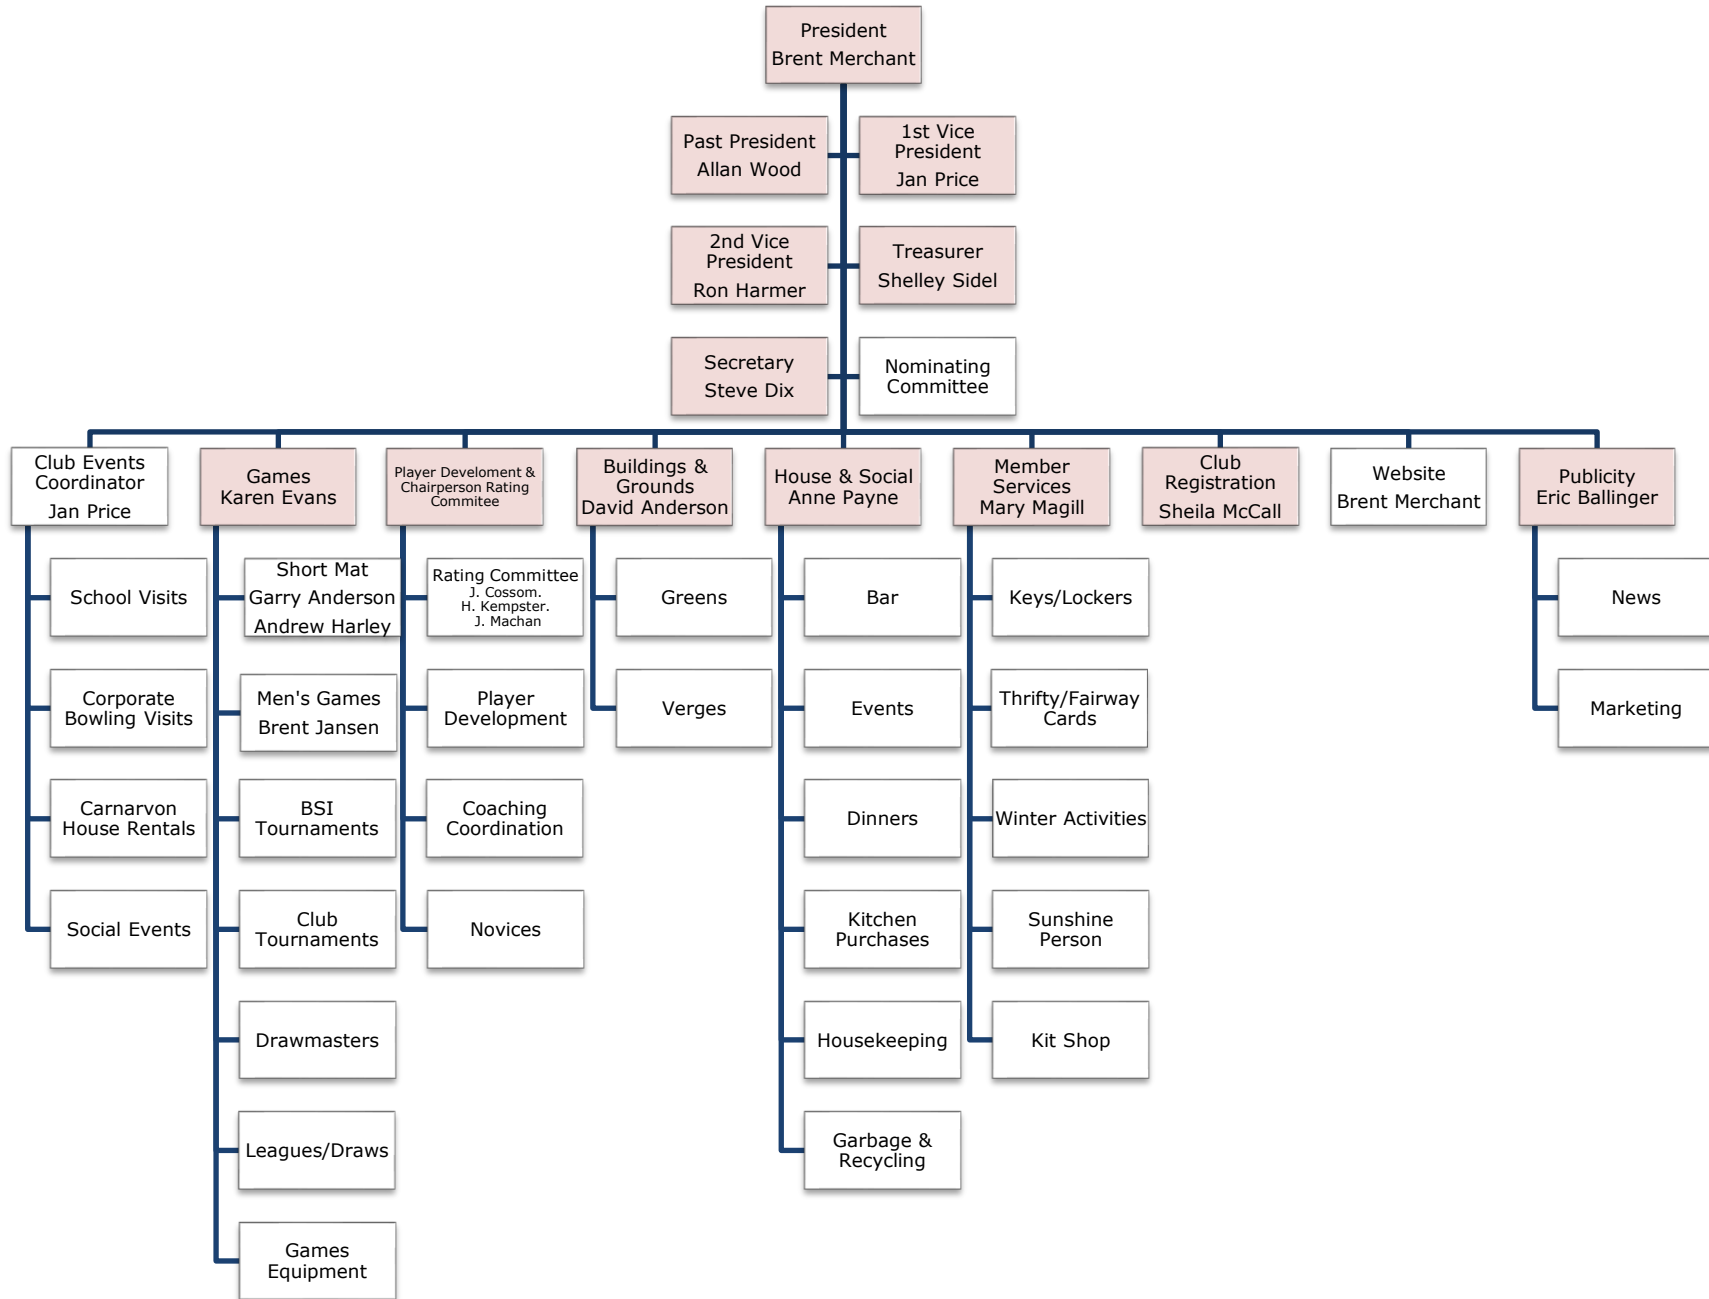 President
Brent Merchant
Past President
Allan Wood
1st Vice
President
Jan Price
2nd Vice
President
Ron Harmer
Treasurer
Shelley Sidel
Secretary
Steve Dix
Nominating
Committee
Club Events
Coordinator
Jan Price
School Visits
Corporate
Bowling Visits
Carnarvon
House Rentals
Social Events
Games
Karen Evans
Short Mat
Garry Anderson
Andrew Harley
Men's Games
Brent Jansen
BSI
Tournaments
Club
Tournaments
Drawmasters
Leagues/Draws
Games
Equipment
Player Develoment &
Chairperson Rating
Commitee
Rating Committee
J. Cossom.
H. Kempster.
J. Machan
Player
Development
Coaching
Coordination
Novices
Buildings &
Grounds
David Anderson
Greens
Verges
House & Social
Anne Payne
Bar
Events
Dinners
Kitchen
Purchases
Housekeeping
Garbage &
Recycling
Member
Services
Mary Magill
Keys/Lockers
Thrifty/Fairway
Cards
Winter Activities
Sunshine
Person
Kit Shop
Club
Registration
Sheila McCall
Website
Brent Merchant
Publicity
Eric Ballinger
News
Marketing